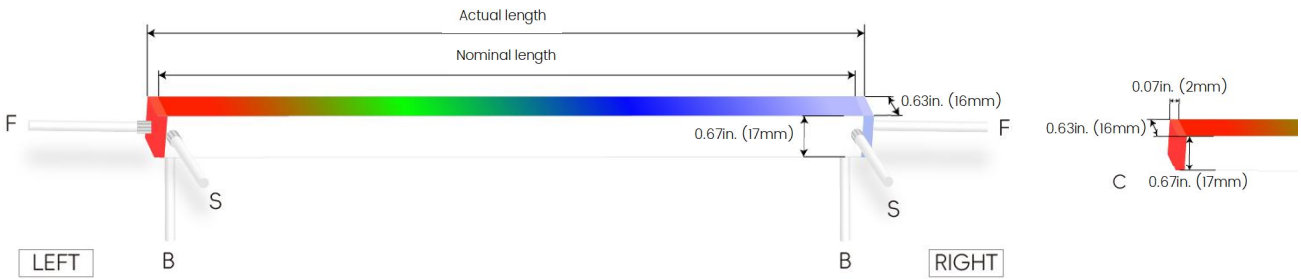 Actual length
Nominal length
0.07in. (2mm)
0.63in. (16mm)
F
0.67in. (17mm)
F
0.63in. (16mm)
C
0.67in. (17mm)
S
S
LEFT
B
B
RIGHT